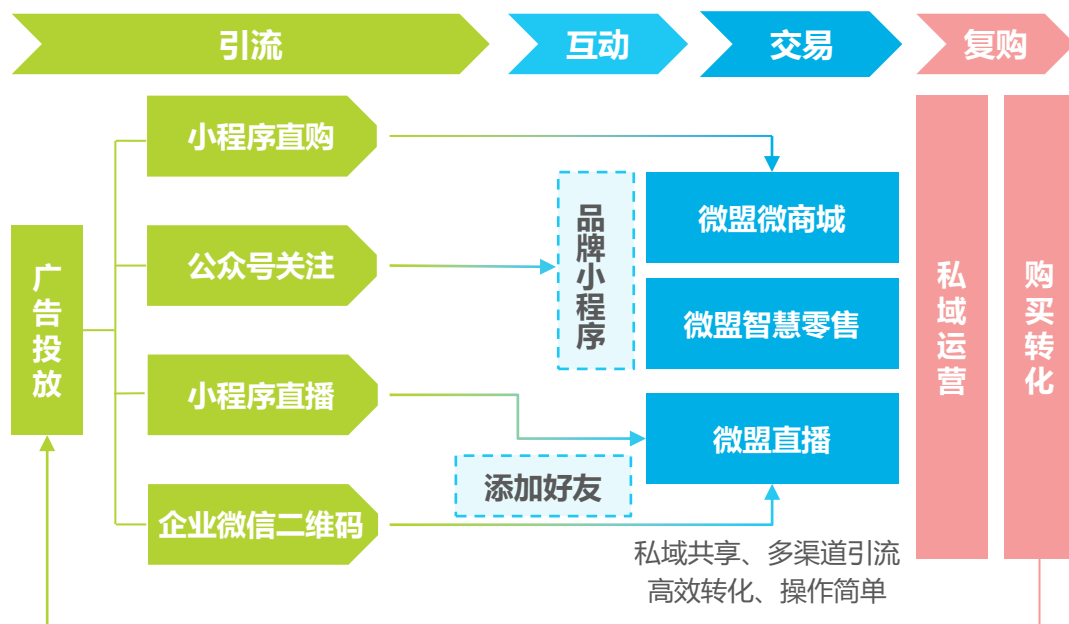 引流
互动
交易
复购
广告投放
小程序直购
公众号关注
小程序直播
企业微信二维码
品牌小程序
添加好友
微盟微商城
微盟智慧零售
微盟直播
私域共享、多渠道引流
高效转化、操作简单
私域运营
购买转化